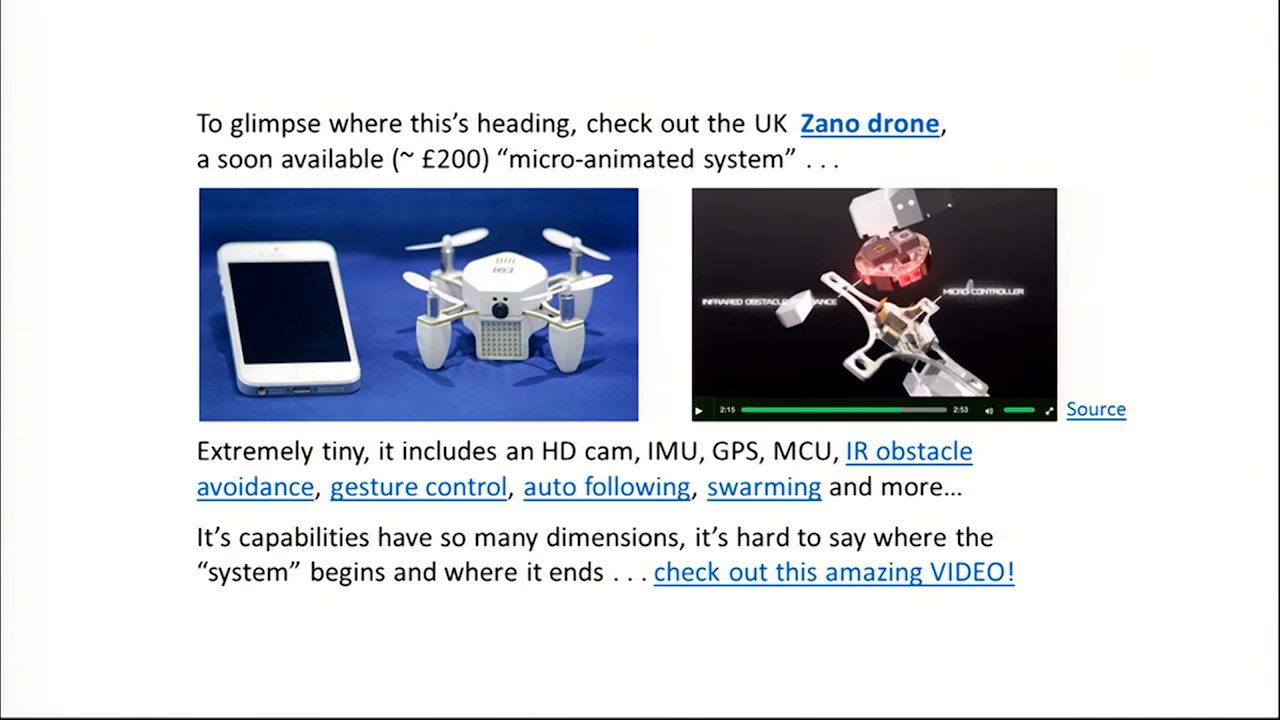 To glimpse where this's heading, check out the UK Zano drone,
a soon available (~ £200) “micro-animated system” . . .
INFRARED OBSTACLE AVOIDANCE
MICRO CONTROLLER
2:15
2:53
Source
Extremely tiny, it includes an HD cam, IMU, GPS, MCU, IR obstacle
avoidance, gesture control, auto following, swarming and more…
It’s capabilities have so many dimensions, it’s hard to say where the
“system” begins and where it ends . . . check out this amazing VIDEO!